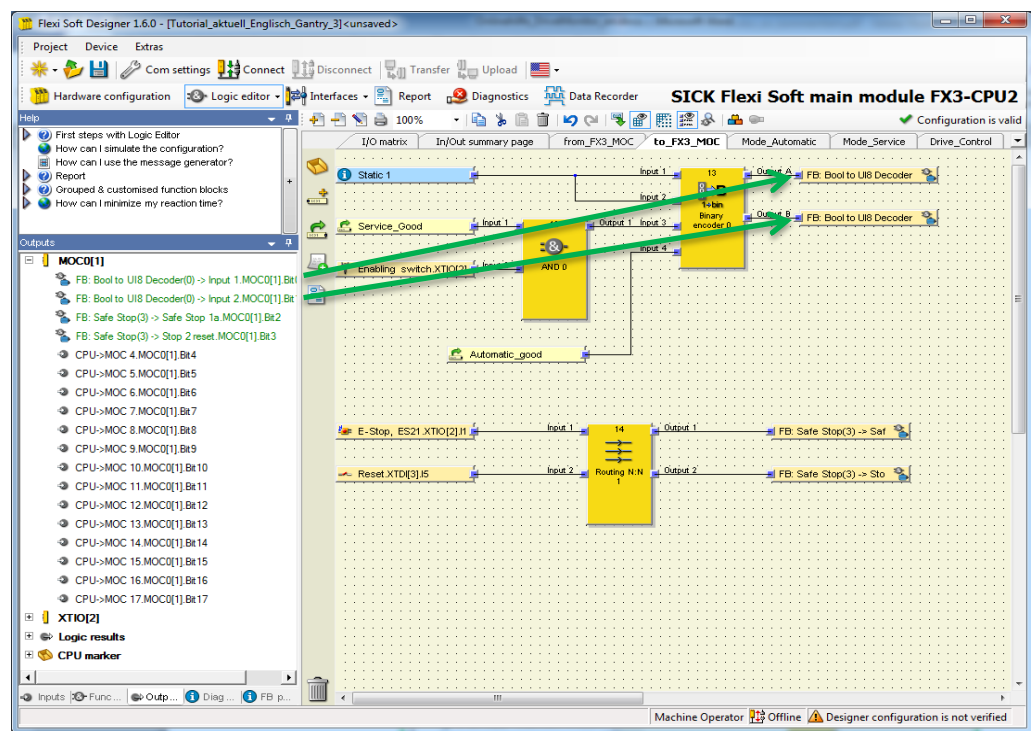 Flexi Soft Designer 1.6.0 - [Tutorial_aktuell_Englisch_Gantry_3]<unsaved>
Project Device Extras
Com settings Connect Disconnect Transfer Upload
Hardware configuration Logic editor Interfaces Report Diagnostics Data Recorder SICK Flexi Soft main module FX3-CPU2
Help
100%
Configuration is valid
First steps with Logic Editor
How can I simulate the configuration?
How can I use the message generator?
Report
Grouped & customised function blocks
How can I minimize my reaction time?
I/O matrix In/Out summary page from_FX3_MOC to_FX3_MOC Mode_Automatic Mode_Service Drive_Control
Outputs
MOC0[1]
FB: Bool to UI8 Decoder(0) -> Input 1.MOC0[1].Bit
FB: Bool to UI8 Decoder(0) -> Input 2.MOC0[1].Bit
FB: Safe Stop(3) -> Safe Stop 1a.MOC0[1].Bit2
FB: Safe Stop(3) -> Stop 2 reset.MOC0[1].Bit3
CPU->MOC 4.MOC0[1].Bit4
CPU->MOC 5.MOC0[1].Bit5
CPU->MOC 6.MOC0[1].Bit6
CPU->MOC 7.MOC0[1].Bit7
CPU->MOC 8.MOC0[1].Bit8
CPU->MOC 9.MOC0[1].Bit9
CPU->MOC 10.MOC0[1].Bit10
CPU->MOC 11.MOC0[1].Bit11
CPU->MOC 12.MOC0[1].Bit12
CPU->MOC 13.MOC0[1].Bit13
CPU->MOC 14.MOC0[1].Bit14
CPU->MOC 15.MOC0[1].Bit15
CPU->MOC 16.MOC0[1].Bit16
CPU->MOC 17.MOC0[1].Bit17
XTIO[2]
Logic results
CPU marker
Inputs Func... Outp... Diag ... FB p...
Static 1
Input 1
13
Output A
FB: Bool to UI8 Decoder
Input 2
1->bin
Service_Good
Input 1
Output 1
Input 3
Binary
encoder 0
Output B
FB: Bool to UI8 Decoder
Input 4
Enabling switch.XTIO[2]
AND 0
Automatic_good
E-Stop, ES21.XTIO[2].I1
Input 1
14
Output 1
FB: Safe Stop(3) -> Saf
Reset.XTDI[3].I5
Input 2
Routing N:N
1
Output 2
FB: Safe Stop(3) -> Sto
Machine Operator Offline Designer configuration is not verified